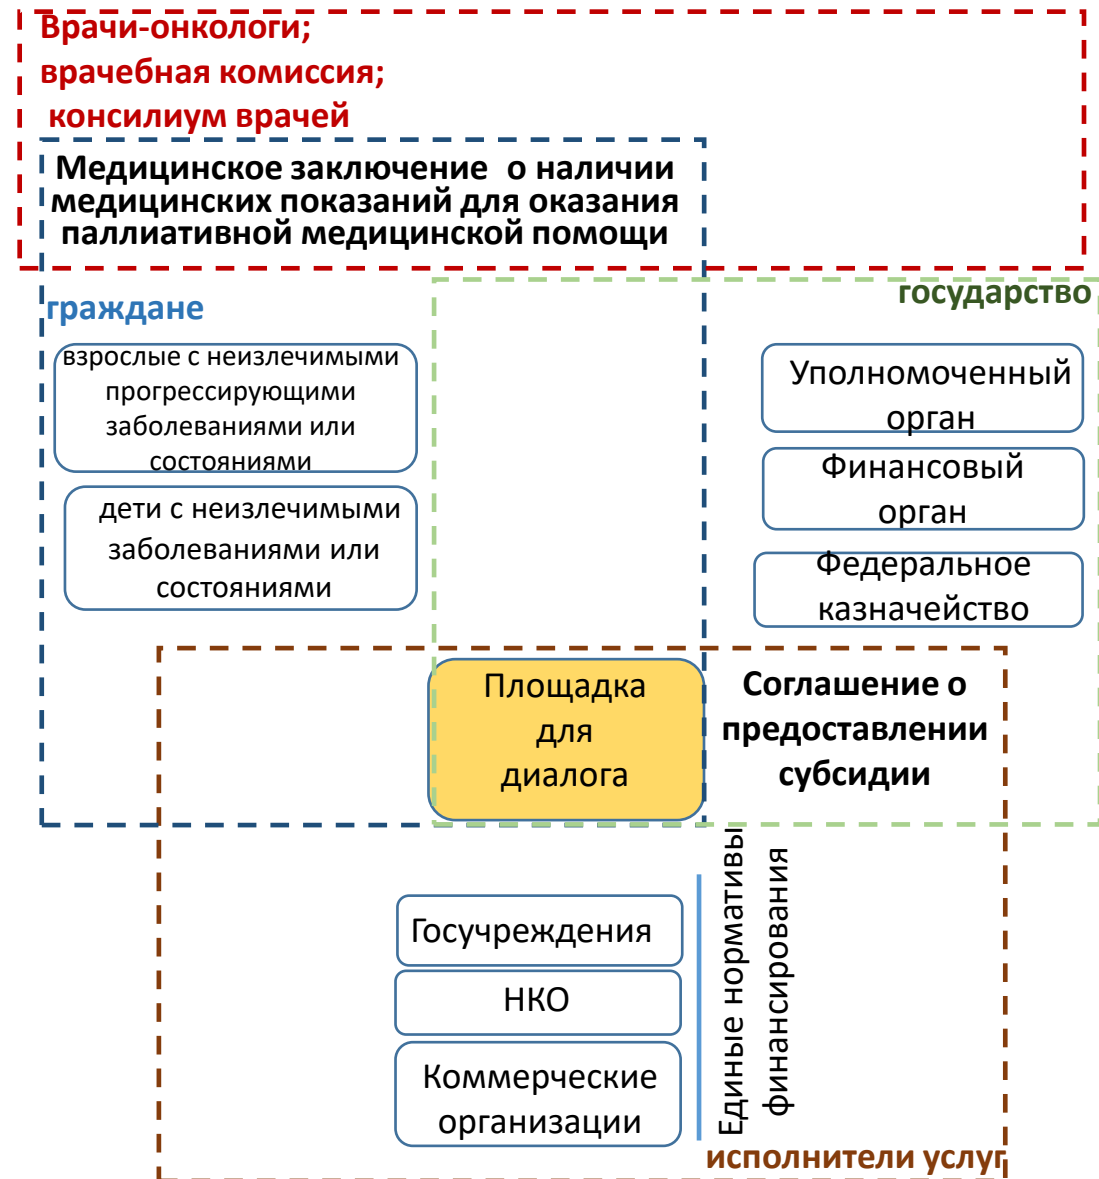 Врачи-онкологи;
врачебная комиссия;
консилиум врачей
Медицинское заключение о наличии
медицинских показаний для оказания
паллиативной медицинской помощи
граждане
взрослые с неизлечимыми
прогрессирующими
заболеваниями или
состояниями
дети с неизлечимыми
заболеваниями или
состояниями
государство
Уполномоченный
орган
Финансовый
орган
Федеральное
казначейство
Площадка
для
диалога
Соглашение о
предоставлении
субсидии
Госучреждения
НКО
Коммерческие
организации
Единые нормативы
финансирования
исполнители услуг